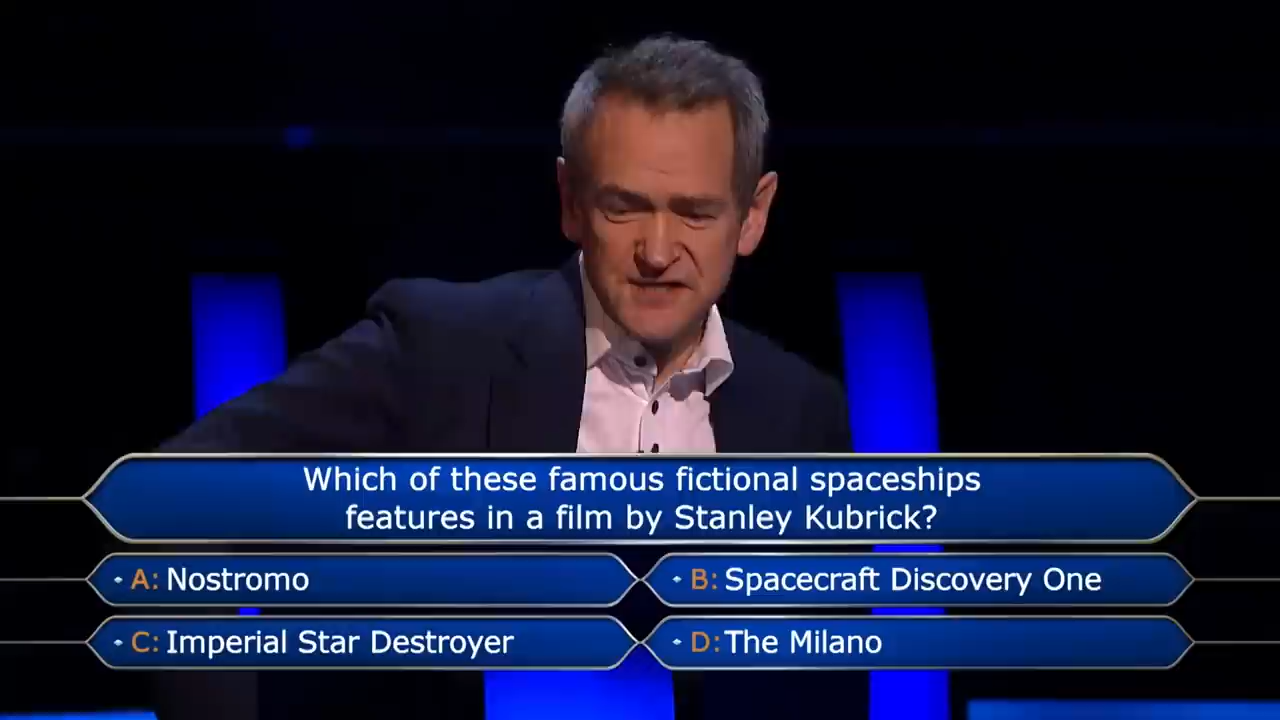 Which of these famous fictional spaceships
features in a film by Stanley Kubrick?
A: Nostromo
B: Spacecraft Discovery One
C: Imperial Star Destroyer
D: The Milano